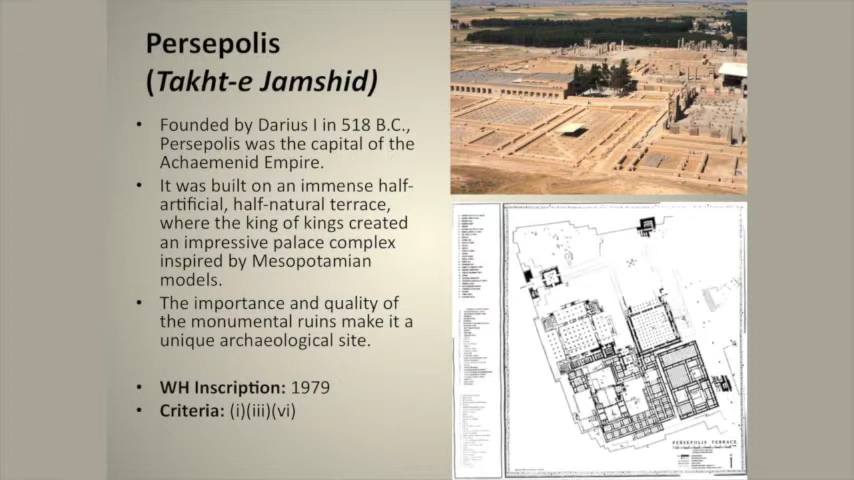 Persepolis
(Takht-e Jamshid)
• Founded by Darius I in 518 B.C.,
Persepolis was the capital of the
Achaemenid Empire.
• It was built on an immense half-
artificial, half-natural terrace,
where the king of kings created
an impressive palace complex
inspired by Mesopotamian
models.
• The importance and quality of
the monumental ruins make it a
unique archaeological site.
• WH Inscription: 1979
• Criteria: (i)(iii)(vi)
PERSEPOLIS TERRACE